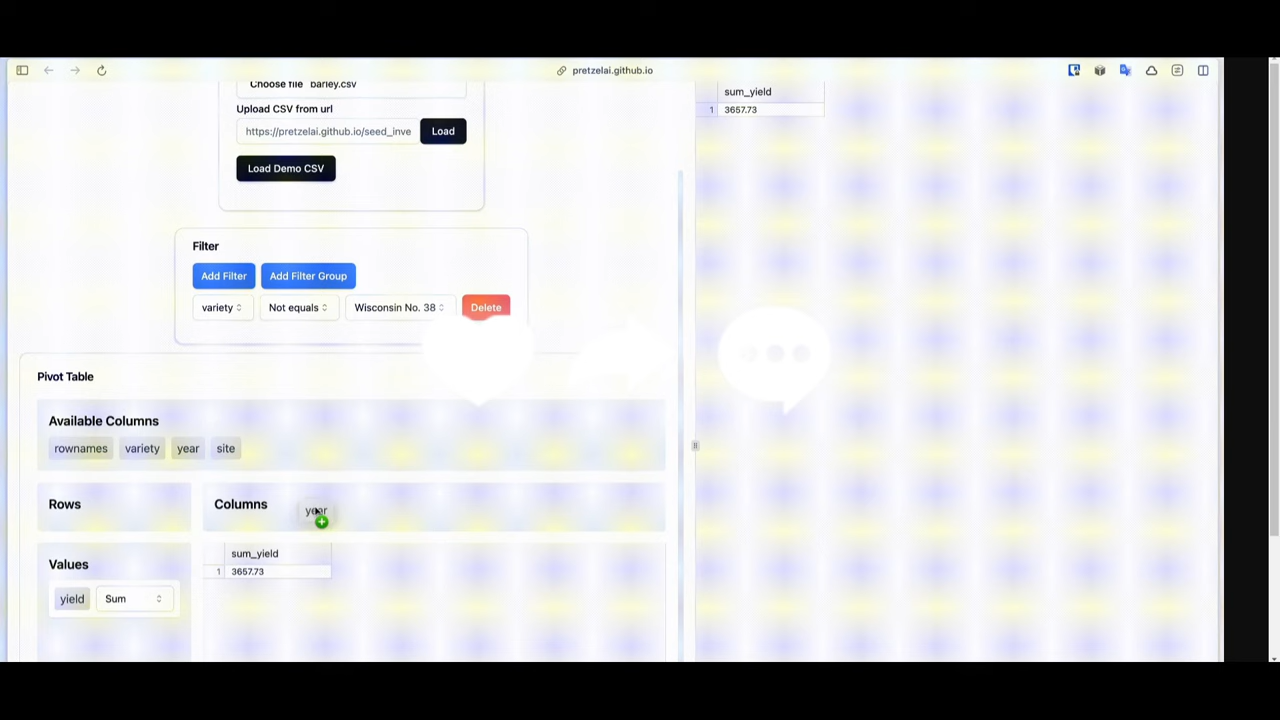 pretzelai.github.io
Choose file barley.csv
Upload CSV from url
https://pretzelai.github.io/seed_inve Load
Load Demo CSV
Filter
Add Filter Add Filter Group
variety Not equals Wisconsin No. 38 Delete
Pivot Table
Available Columns
rownames variety year site
Rows
Columns year
Values
yield Sum
sum_yield
1 3657.73
sum_yield
1 3657.73